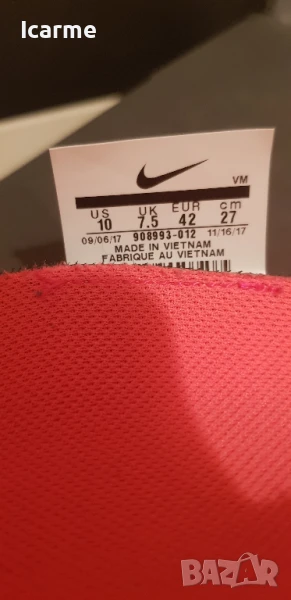 Icarme
VM
US UK EUR cm
10 7.5 42 27
09/06/17 908993-012 11/16/17
MADE IN VIETNAM
FABRIQUE AU VIETNAM
BAZAR